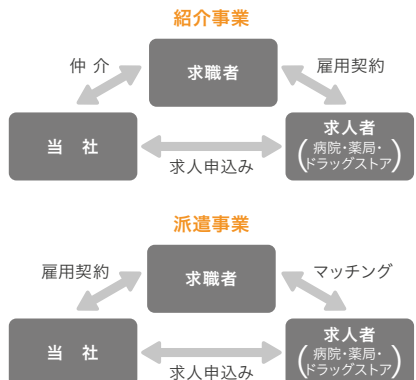 紹介事業
仲 介
求職者
雇用契約
当 社
求人申込み
求人者
(病院・薬局・
ドラッグストア)
派遣事業
雇用契約
求職者
マッチング
当 社
求人申込み
求人者
(病院・薬局・
ドラッグストア)